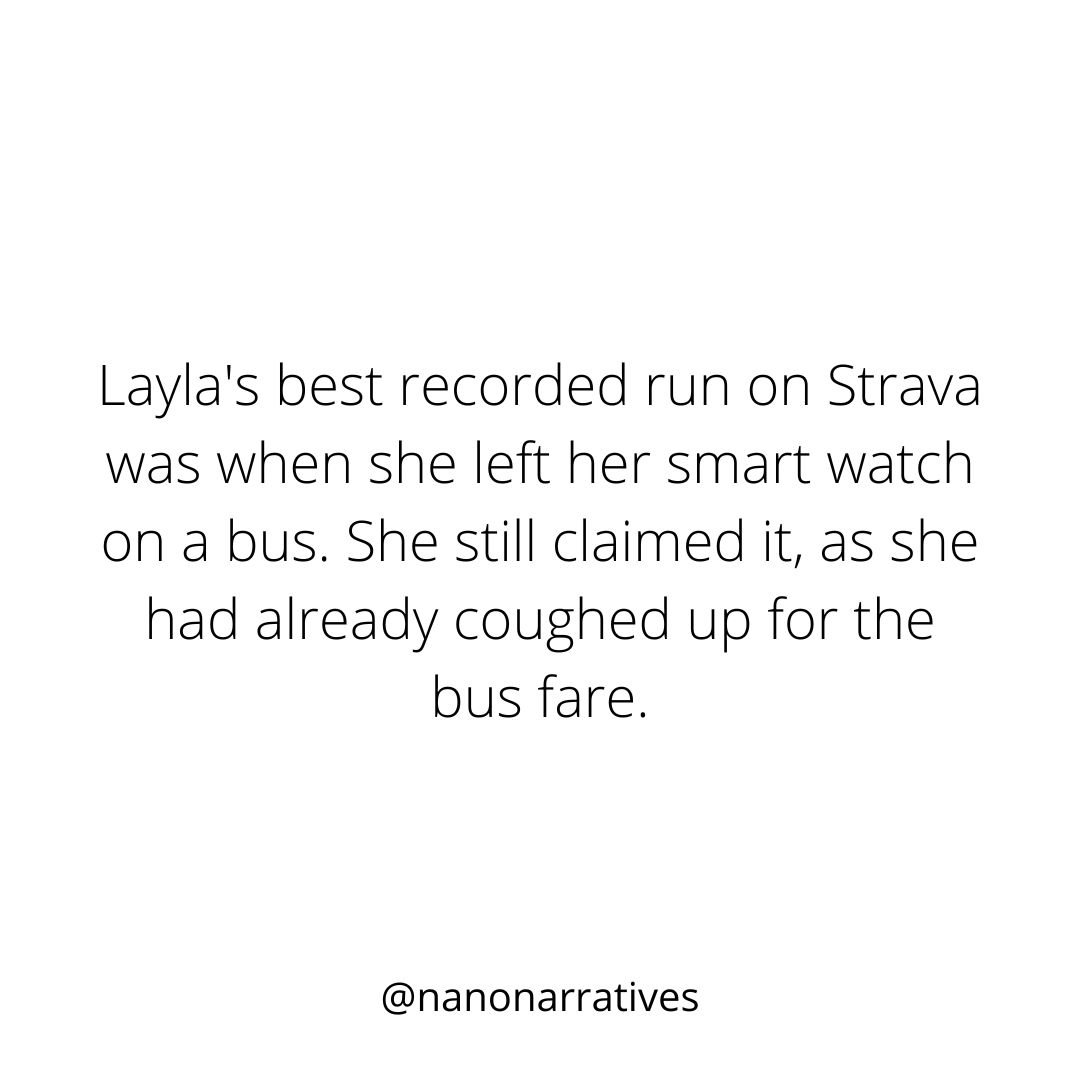 Layla's best recorded run on Strava
was when she left her smart watch
on a bus. She still claimed it, as she
had already coughed up for the
bus fare.
@nanonarratives